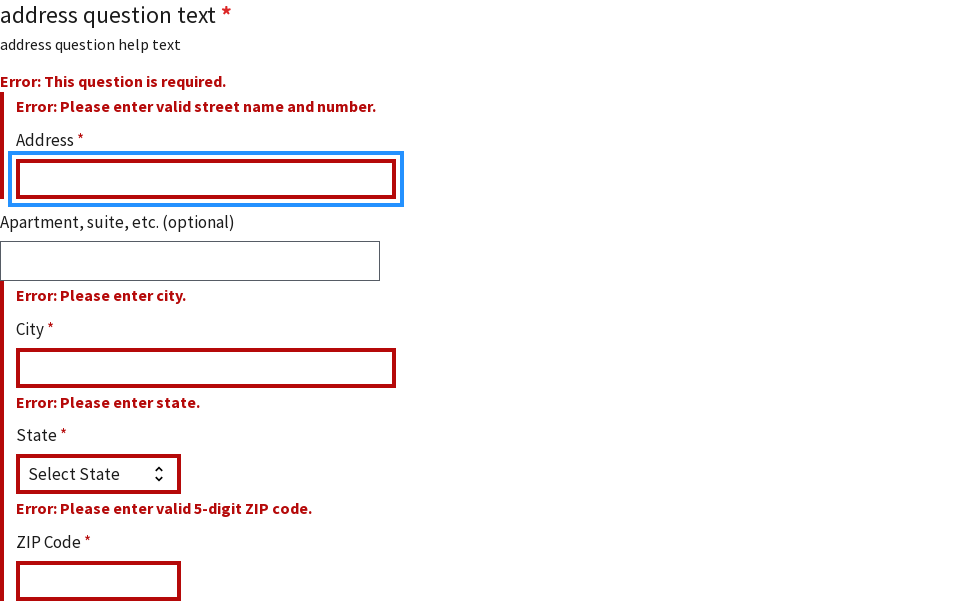 address question text *
address question help text
Error: This question is required.
Error: Please enter valid street name and number.
Address *
Apartment, suite, etc. (optional)
Error: Please enter city.
City *
Error: Please enter state.
State *
Select State
Error: Please enter valid 5-digit ZIP code.
ZIP Code *